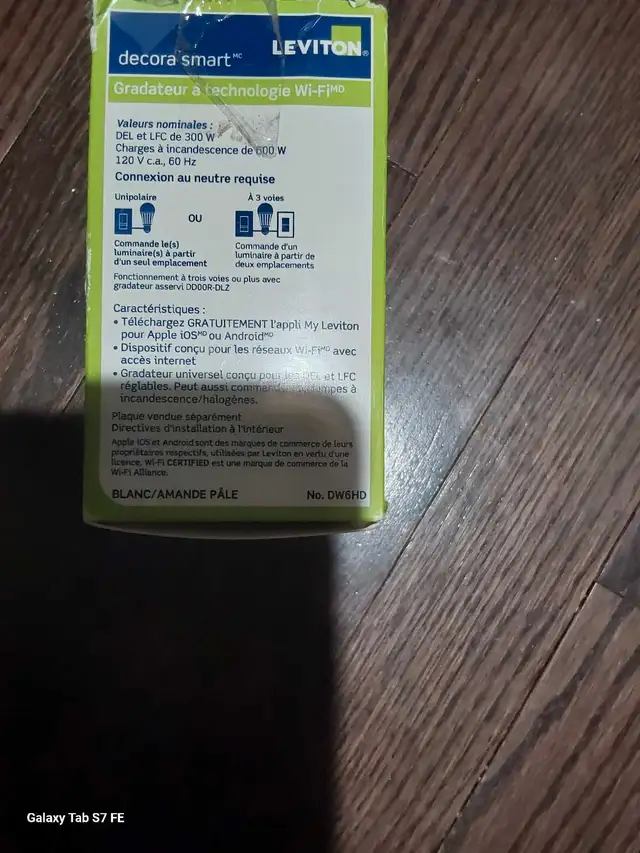 decora smart MC
LEVITON®
Gradateur à technologie Wi-Fi MD
Valeurs nominales :
DEL et LFC de 300 W
Charges à incandescence de 600 W
120 V c.a., 60 Hz
Connexion au neutre requise
Unipolaire
OU
À 3 voies
Commande le(s)
luminaire(s) à partir
d'un seul emplacement
Commande d'un
luminaire à partir de
deux emplacements
Fonctionnement à trois voies ou plus avec
gradateur asservi DD00R-DLZ
Caractéristiques :
• Téléchargez GRATUITEMENT l'appli My Leviton
pour Apple iOS MD ou Android MD
• Dispositif conçu pour les réseaux Wi-Fi MD avec
accès internet
• Gradateur universel conçu pour les DEL et LFC
réglables. Peut aussi commander lampes à
incandescence/halogènes.
Plaque vendue séparément
Directives d'installation à l'intérieur
Apple iOS et Android sont des marques de commerce de leurs
propriétaires respectifs, utilisées par Leviton en vertu d'une
licence. Wi-Fi CERTIFIED est une marque de commerce de la
Wi-Fi Alliance.
BLANC/AMANDE PÂLE
No. DW6HD
Galaxy Tab S7 FE